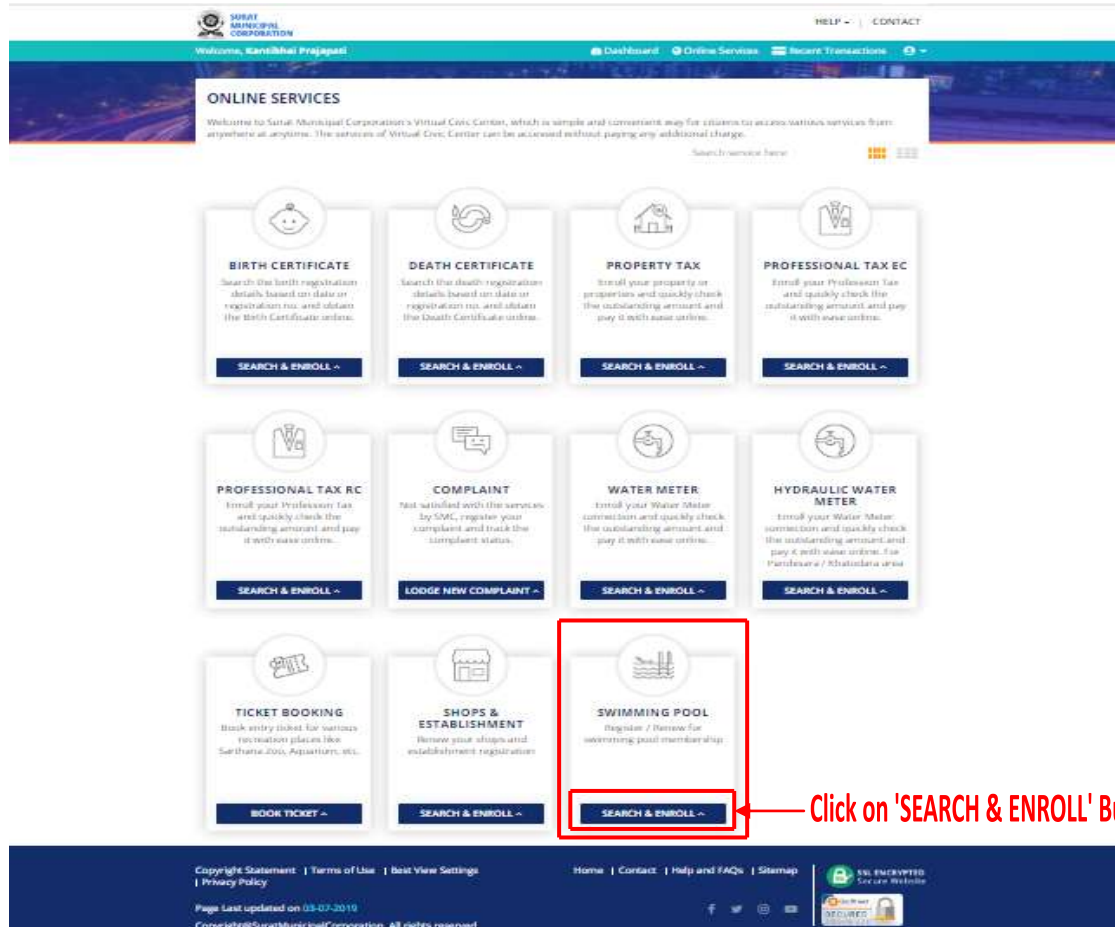 SURAT
MUNICIPAL
CORPORATION
HELP | CONTACT
Welcome, Kantibhai Prajapati
Dashboard Online Services Recent Transactions
ONLINE SERVICES
Welcome to Surat Municipal Corporation's Virtual Civic Center, which is simple and convenient way for citizens to access various services from
anywhere at anytime. The services of Virtual Civic Center can be accessed without paying any additional charge.
Search service here
BIRTH CERTIFICATE
Search the birth registration
details based on date or
registration no. and obtain
the Birth Certificate online.
SEARCH & ENROLL
DEATH CERTIFICATE
Search the death registration
details based on date or
registration no. and obtain
the Death Certificate online.
SEARCH & ENROLL
PROPERTY TAX
Enroll your property or
properties and quickly check
the outstanding amount and
pay it with ease online.
SEARCH & ENROLL
PROFESSIONAL TAX EC
Enroll your Profession Tax
and quickly check the
outstanding amount and pay
it with ease online.
SEARCH & ENROLL
PROFESSIONAL TAX RC
Enroll your Profession Tax
and quickly check the
outstanding amount and pay
it with ease online.
SEARCH & ENROLL
COMPLAINT
Not satisfied with the services
by SMC, register your
complaint and track the
complaint status.
LODGE NEW COMPLAINT
WATER METER
Enroll your Water Meter
connection and quickly check
the outstanding amount and
pay it with ease online.
SEARCH & ENROLL
HYDRAULIC WATER
METER
Enroll your Water Meter
connection and quickly check
the outstanding amount and
pay it with ease online. For
Pandesara / Khatodara area
SEARCH & ENROLL
TICKET BOOKING
Book entry ticket for various
recreation places like
Sarthana Zoo, Aquarium, etc.
BOOK TICKET
SHOPS &
ESTABLISHMENT
Renew your shops and
establishment registration
SEARCH & ENROLL
SWIMMING POOL
Register / Renew for
swimming pool membership
SEARCH & ENROLL
Click on 'SEARCH & ENROLL' Bu
Copyright Statement | Terms of Use | Best View Settings
| Privacy Policy
Home | Contact | Help and FAQs | Sitemap
SSL ENCRYPTED
Secure Website
Page Last updated on 03-07-2019
Copyright@SuratMunicipalCorporation. All rights reserved
SECURED